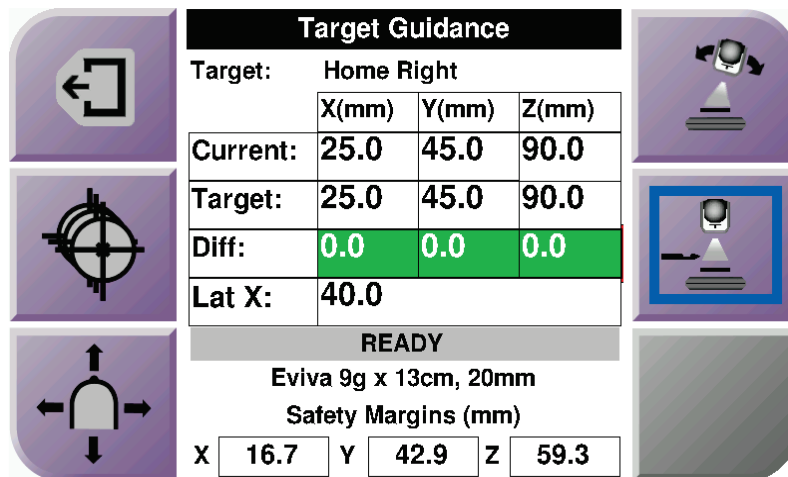 Target Guidance
Target: Home Right
X(mm) Y(mm) Z(mm)
Current: 25.0 45.0 90.0
Target: 25.0 45.0 90.0
Diff: 0.0 0.0 0.0
Lat X: 40.0
READY
Eviva 9g x 13cm, 20mm
Safety Margins (mm)
X 16.7 Y 42.9 Z 59.3